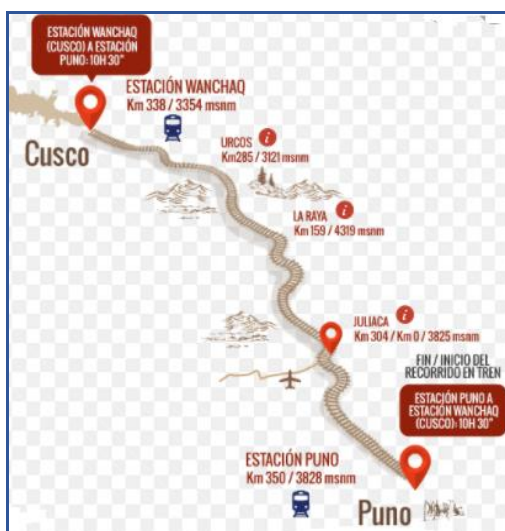 ESTACIÓN WANCHAQ
(CUSCO) A ESTACIÓN
PUNO: 10H 30"
ESTACIÓN WANCHAQ
Km 338 / 3354 msnm
Cusco
URCOS
Km285 / 3121 msnm
LA RAYA
Km 159 / 4319 msnm
JULIACA
Km 304 / Km 0 / 3825 msnm
FIN / INICIO DEL
RECORRIDO EN TREN
ESTACIÓN PUNO A
ESTACIÓN WANCHAQ
(CUSCO): 10H 30"
ESTACIÓN PUNO
Km 350 / 3828 msnm
Puno